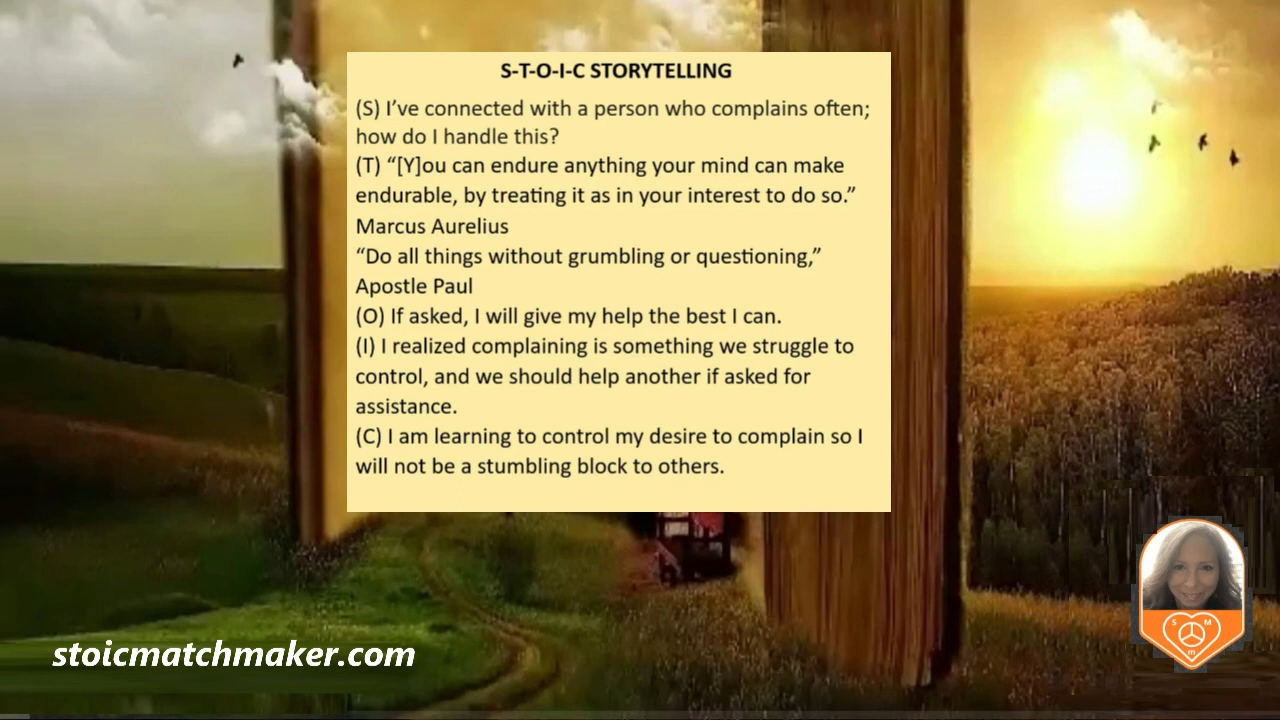 S-T-O-I-C STORYTELLING
(S) I’ve connected with a person who complains often;
how do I handle this?
(T) “[Y]ou can endure anything your mind can make
endurable, by treating it as in your interest to do so.”
Marcus Aurelius
“Do all things without grumbling or questioning,”
Apostle Paul
(O) If asked, I will give my help the best I can.
(I) I realized complaining is something we struggle to
control, and we should help another if asked for
assistance.
(C) I am learning to control my desire to complain so I
will not be a stumbling block to others.
stoicmatchmaker.com
S M
m